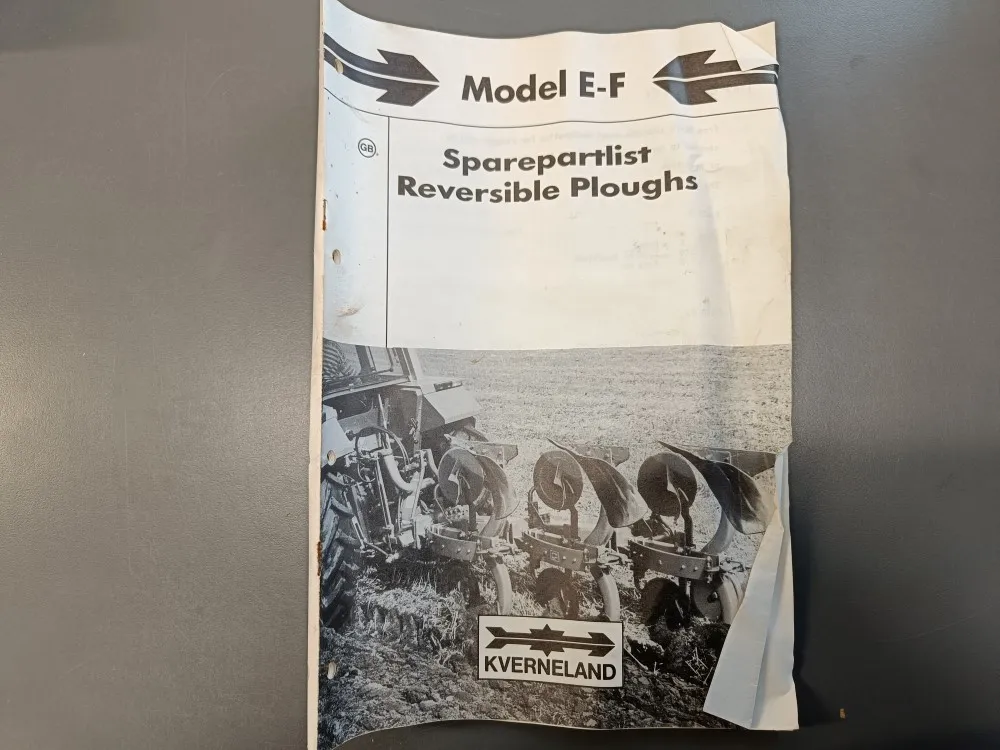 Model E-F
GB
Sparepartlist
Reversible Ploughs
KVERNELAND